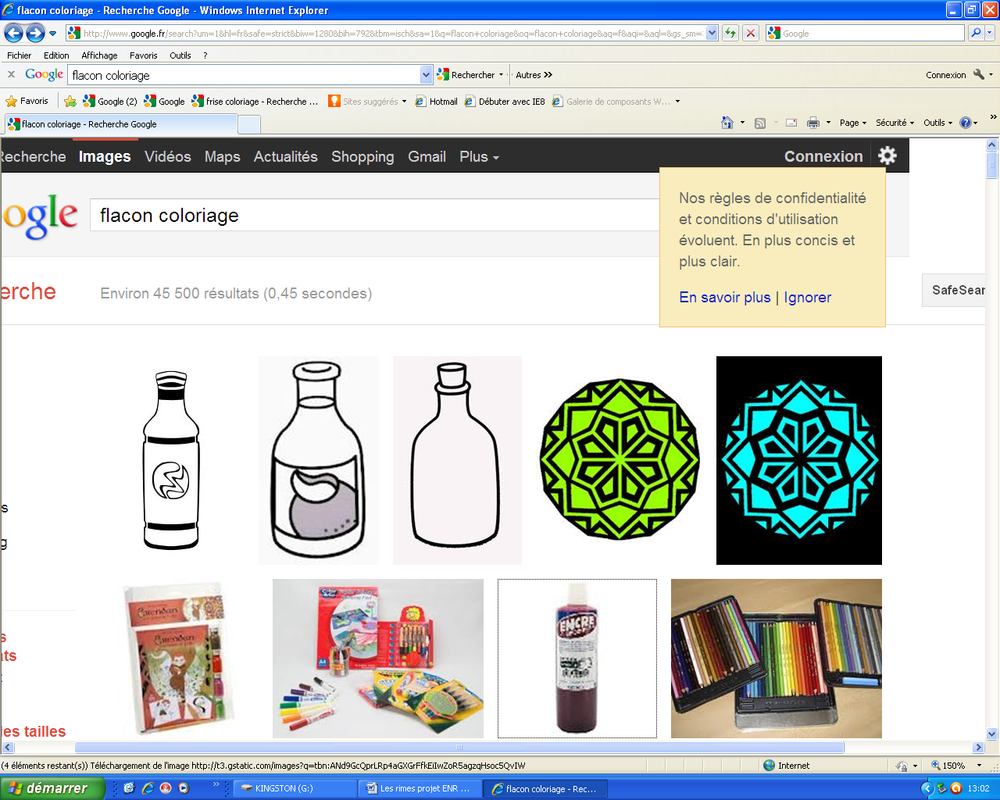 flacon coloriage - Recherche Google - Windows Internet Explorer
http://www.google.fr/search?um=1&hl=fr&safe=strict&biw=1280&bih=792&tbm=isch&sa=1&q=flacon+coloriage&oq=flacon+coloriage&aq=f&aqi=&aql=&gs_sm=
Google
Fichier Edition Affichage Favoris Outils ?
x Google flacon coloriage Rechercher Autres >> Connexion
Favoris Google (2) Google frise coloriage - Recherche ... Sites suggérés Hotmail Débuter avec IE8 Galerie de composants W...
flacon coloriage - Recherche Google Page Sécurité Outils >>
Recherche Images Vidéos Maps Actualités Shopping Gmail Plus Connexion
ogle flacon coloriage
Nos règles de confidentialité
et conditions d'utilisation
évoluent. En plus concis et
plus clair.
En savoir plus | Ignorer
erche Environ 45 500 résultats (0,45 secondes) SafeSear
s
g
ENCRE
A4
s
nts
les tailles
(4 éléments restant(s)) Téléchargement de l'image http://t3.gstatic.com/images?q=tbn:ANd9GcQprLRp4aGXGrFfkEiIwZoR5agzqHsoc5QvIW Internet 150%
démarrer >> KINGSTON (G:) Les rimes projet ENR ... flacon coloriage - Rec... 13:02